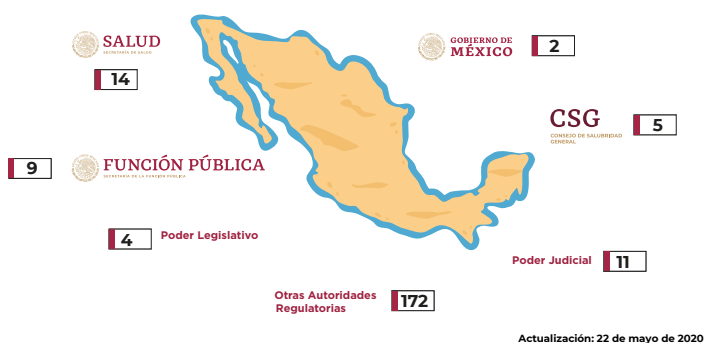 SALUD
SECRETARÍA DE SALUD
14
GOBIERNO DE
MÉXICO
2
CSG
CONSEJO DE SALUBRIDAD
GENERAL
5
9
FUNCIÓN PÚBLICA
SECRETARÍA DE LA FUNCIÓN PÚBLICA
4
Poder Legislativo
Poder Judicial
11
Otras Autoridades
Regulatorias
172
Actualización: 22 de mayo de 2020